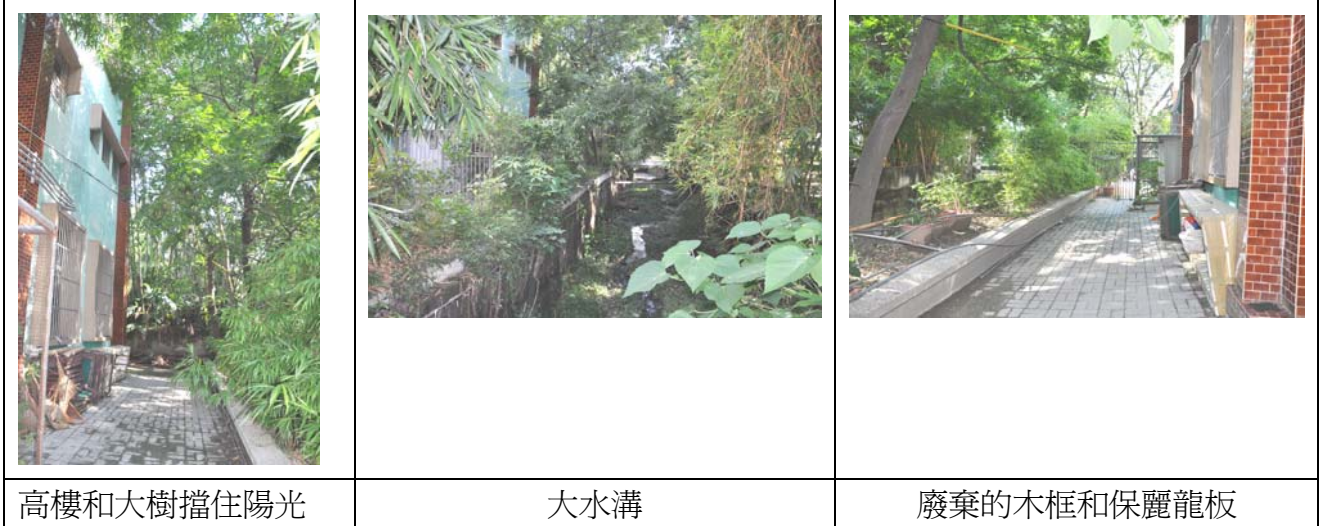 高樓和大樹擋住陽光
大水溝
廢棄的木框和保麗龍板